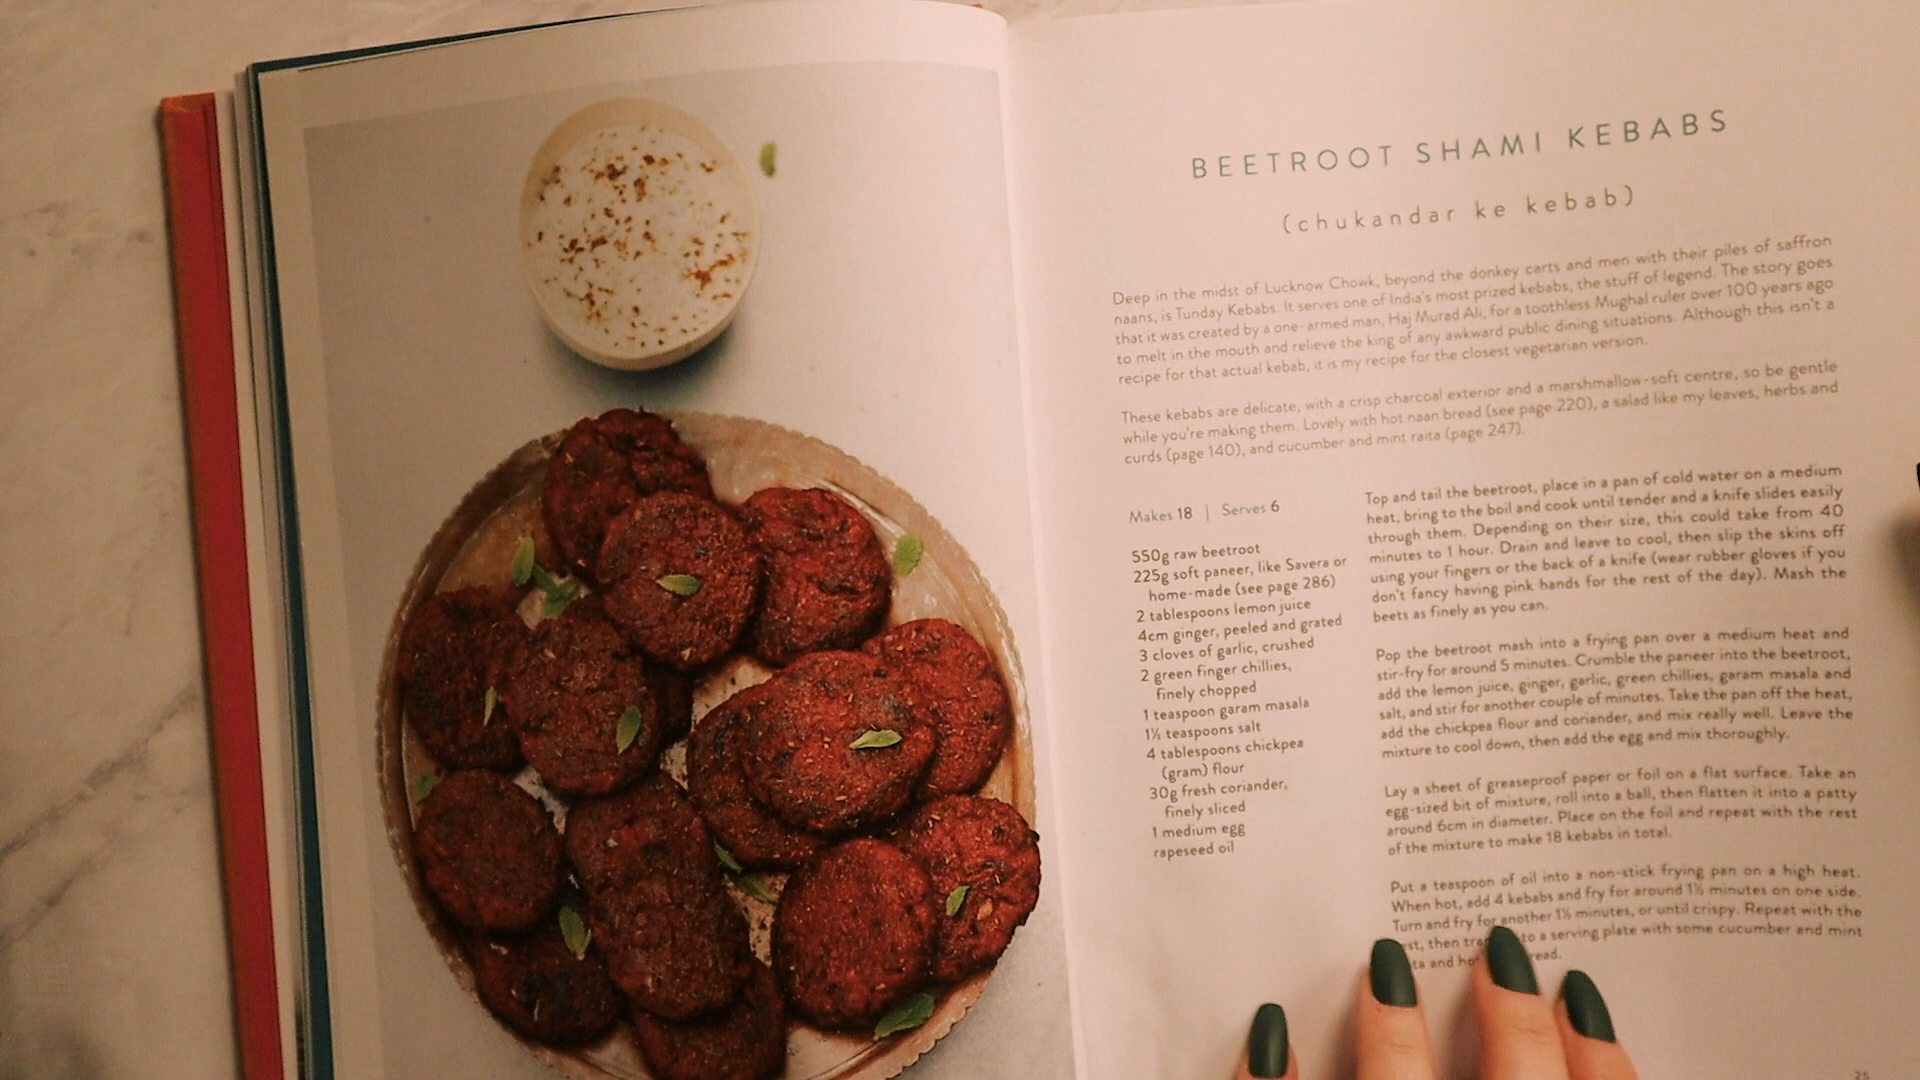 BEETROOT SHAMI KEBABS
(chukandar ke kebab)
Deep in the midst of Lucknow Chowk, beyond the donkey carts and men with their piles of saffron
naans, is Tunday Kebabs. It serves one of India's most prized kebabs, the stuff of legend. The story goes
that it was created by a one-armed man, Haj Murad Ali, for a toothless Mughal ruler over 100 years ago
to melt in the mouth and relieve the king of any awkward public dining situations. Although this isn't a
recipe for that actual kebab, it is my recipe for the closest vegetarian version.
These kebabs are delicate, with a crisp charcoal exterior and a marshmallow-soft centre, so be gentle
while you're making them. Lovely with hot naan bread (see page 220), a salad like my leaves, herbs and
curds (page 140), and cucumber and mint raita (page 247).
Makes 18 | Serves 6
550g raw beetroot
225g soft paneer, like Savera or
home-made (see page 286)
2 tablespoons lemon juice
4cm ginger, peeled and grated
3 cloves of garlic, crushed
2 green finger chillies,
finely chopped
1 teaspoon garam masala
1½ teaspoons salt
4 tablespoons chickpea
(gram) flour
30g fresh coriander,
finely sliced
1 medium egg
rapeseed oil
Top and tail the beetroot, place in a pan of cold water on a medium
heat, bring to the boil and cook until tender and a knife slides easily
through them. Depending on their size, this could take from 40
minutes to 1 hour. Drain and leave to cool, then slip the skins off
using your fingers or the back of a knife (wear rubber gloves if you
don't fancy having pink hands for the rest of the day). Mash the
beets as finely as you can.
Pop the beetroot mash into a frying pan over a medium heat and
stir-fry for around 5 minutes. Crumble the paneer into the beetroot,
add the lemon juice, ginger, garlic, green chillies, garam masala and
salt, and stir for another couple of minutes. Take the pan off the heat,
add the chickpea flour and coriander, and mix really well. Leave the
mixture to cool down, then add the egg and mix thoroughly.
Lay a sheet of greaseproof paper or foil on a flat surface. Take an
egg-sized bit of mixture, roll into a ball, then flatten it into a patty
around 6cm in diameter. Place on the foil and repeat with the rest
of the mixture to make 18 kebabs in total.
Put a teaspoon of oil into a non-stick frying pan on a high heat.
When hot, add 4 kebabs and fry for around 1½ minutes on one side.
Turn and fry for another 1½ minutes, or until crispy. Repeat with the
then to a serving plate with some cucumber and mint
and
25